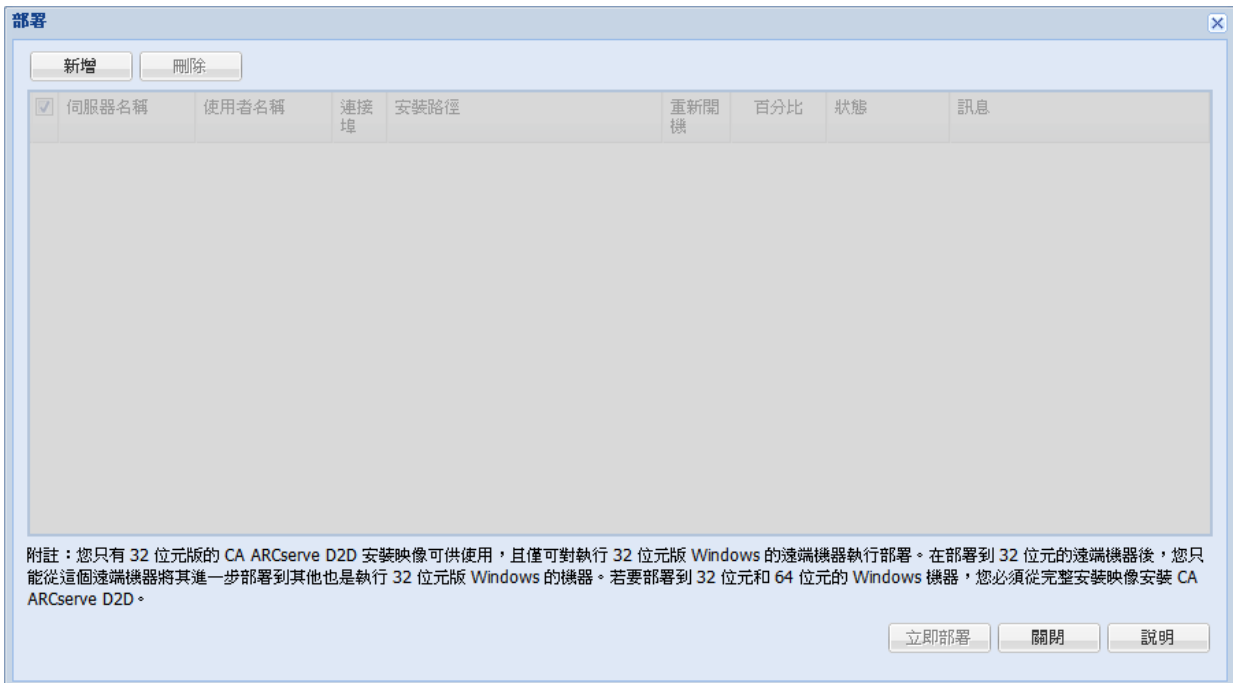 部署
新增 刪除
伺服器名稱 使用者名稱 連接埠 安裝路徑 重新開機 百分比 狀態 訊息
附註：您只有 32 位元版的 CA ARCserve D2D 安裝映像可供使用，且僅可對執行 32 位元版 Windows 的遠端機器執行部署。在部署到 32 位元的遠端機器後，您只
能從這個遠端機器將其進一步部署到其他也是執行 32 位元版 Windows 的機器。若要部署到 32 位元和 64 位元的 Windows 機器，您必須從完整安裝映像安裝 CA
ARCserve D2D。
立即部署 關閉 說明